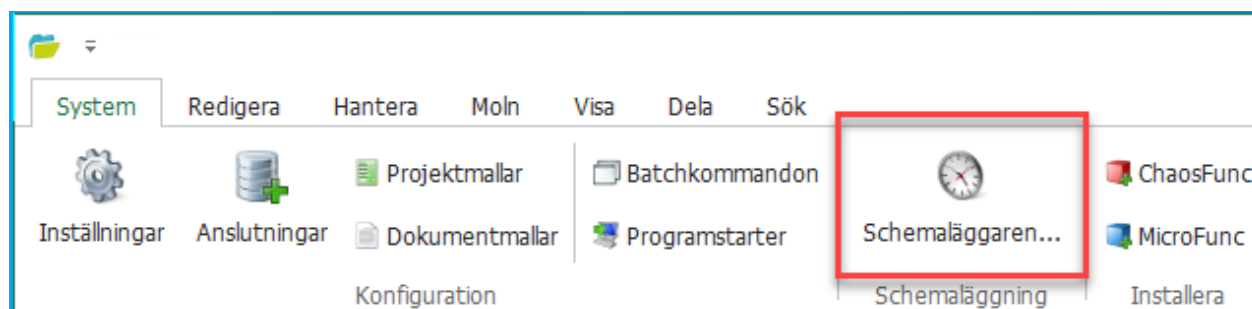 System Redigera Hantera Moln Visa Dela Sök
Projektmallar Batchkommandon ChaosFunc
Inställningar Anslutningar Dokumentmallar Programstarter Schemaläggaren... MicroFunc
Konfiguration Schemaläggning Installera